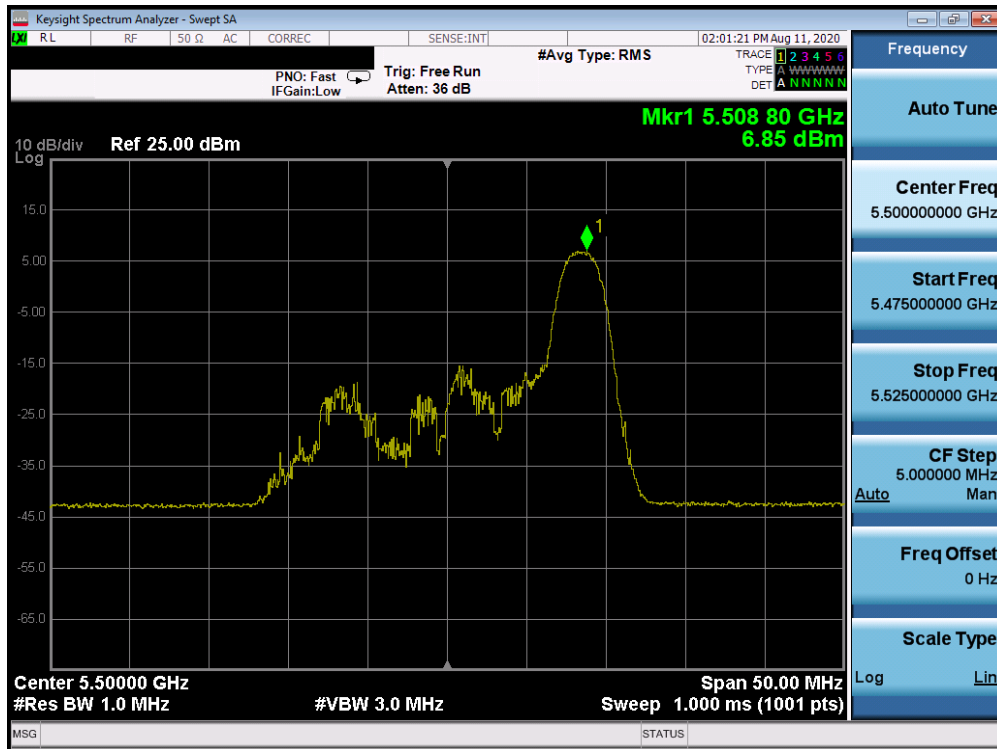 Keysight Spectrum Analyzer - Swept SA
LXI RL RF 50 Ω AC CORREC SENSE:INT 02:01:21 PM Aug 11, 2020
#Avg Type: RMS TRACE 1 2 3 4 5 6
PNO: Fast Trig: Free Run TYPE A WWWWW
IFGain:Low Atten: 36 dB DET A N N N N N
Mkr1 5.508 80 GHz
6.85 dBm
10 dB/div Ref 25.00 dBm
Log
15.0
5.00
-5.00
-15.0
-25.0
-35.0
-45.0
-55.0
-65.0
1
Center 5.50000 GHz Span 50.00 MHz
#Res BW 1.0 MHz #VBW 3.0 MHz Sweep 1.000 ms (1001 pts)
MSG STATUS
Frequency
Auto Tune
Center Freq
5.500000000 GHz
Start Freq
5.475000000 GHz
Stop Freq
5.525000000 GHz
CF Step
5.000000 MHz
Auto Man
Freq Offset
0 Hz
Scale Type
Log Lin